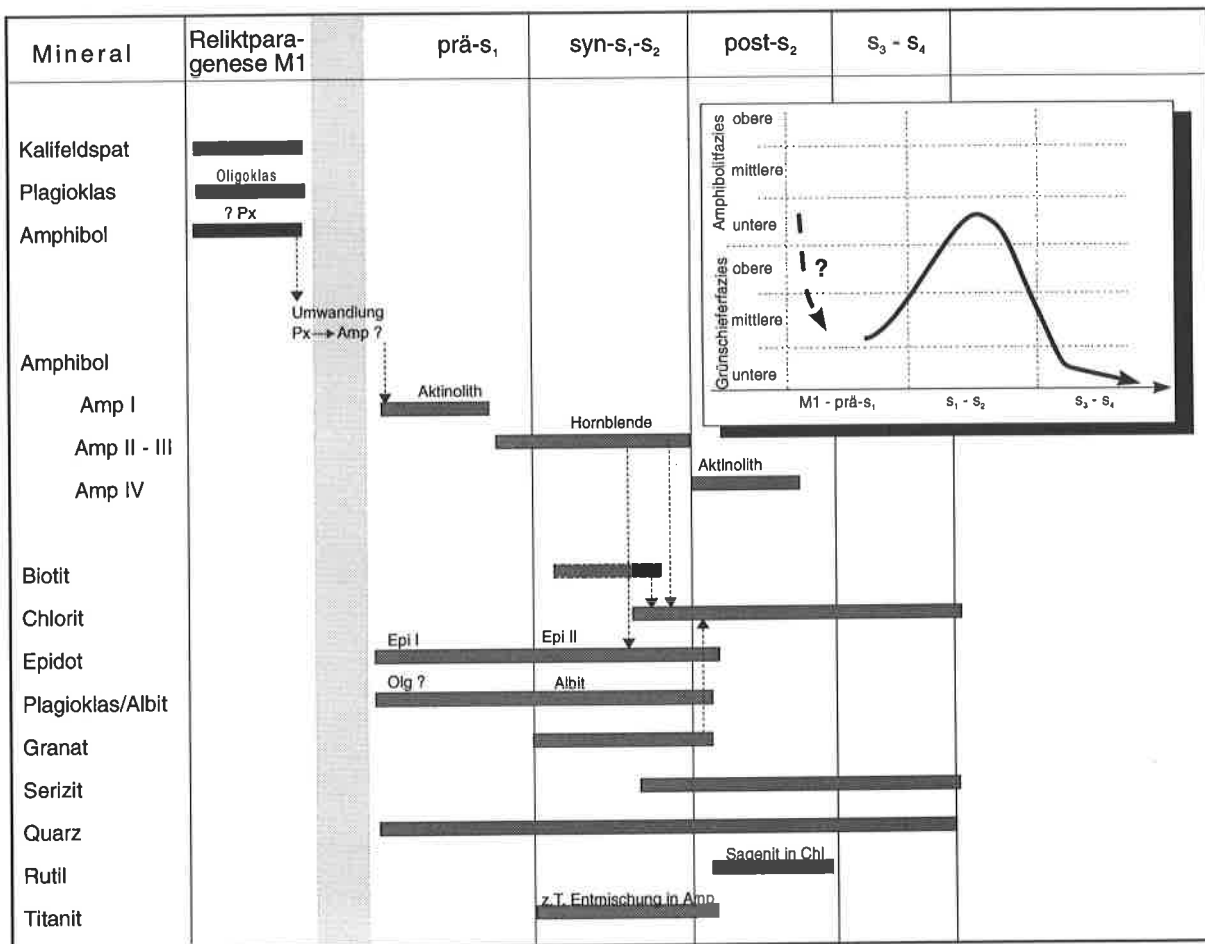 Mineral
Reliktpara-
genese M1
prä-s₁
syn-s₁-s₂
post-s₂
s₃ - s₄
Kalifeldspat
Plagioklas
Oligoklas
Amphibol
? Px
Umwandlung
Px → Amp ?
Amphibol
Amp I
Aktinolith
Amp II - III
Hornblende
Amp IV
Aktinolith
Biotit
Chlorit
Epidot
Epi I
Epi II
Plagioklas/Albit
Olg ?
Albit
Granat
Serizit
Quarz
Rutil
Sagenit in Chl
Titanit
z.T. Entmischung in Amp
Amphibolitfazies
obere
mittlere
untere
Grünschieferfazies
obere
mittlere
untere
?
M1 - prä-s₁
s₁ - s₂
s₃ - s₄